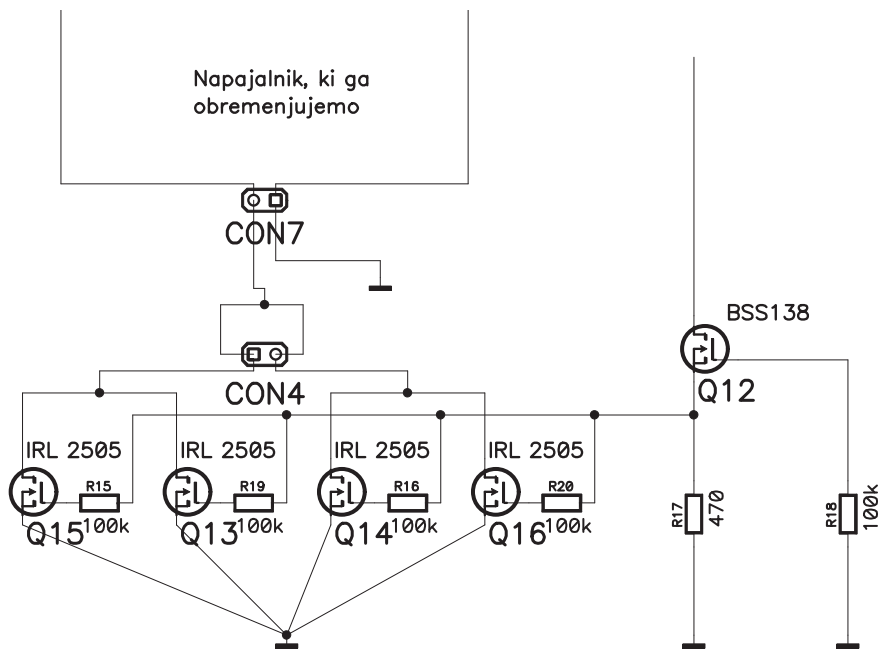 Napajalnik, ki ga
obremenjujemo
CON7
BSS138
Q12
CON4
IRL 2505
IRL 2505
IRL 2505
IRL 2505
R15
R19
R16
R20
100k
100k
100k
100k
Q15
Q13
Q14
Q16
R17
470
R18
100k